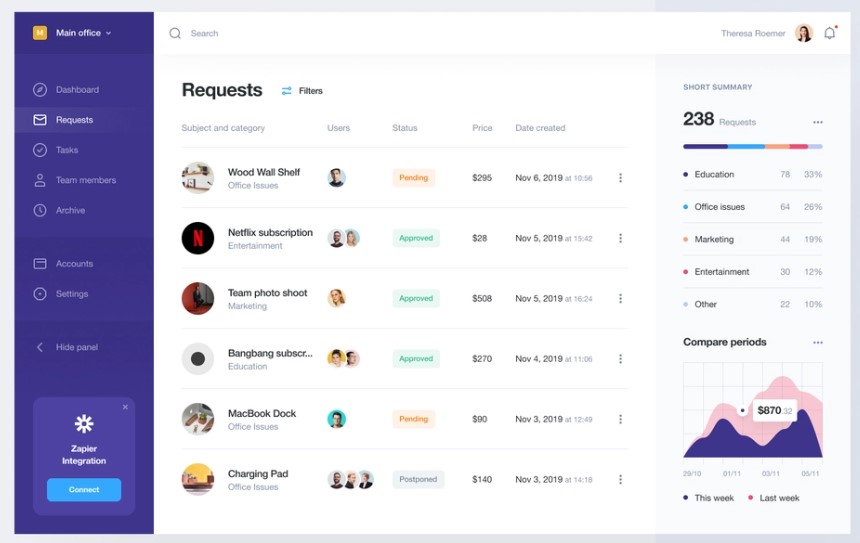 M Main office
Search
Theresa Roemer
Dashboard
Requests
Tasks
Team members
Archive
Accounts
Settings
Hide panel
Zapier
Integration
Connect
Requests Filters
Subject and category Users Status Price Date created
Wood Wall Shelf
Office Issues
Pending $295 Nov 6, 2019 at 10:56
Netflix subscription
Entertainment
N
Approved $28 Nov 5, 2019 at 15:42
Team photo shoot
Marketing
Approved $508 Nov 5, 2019 at 16:24
Bangbang subscr...
Education
Approved $270 Nov 4, 2019 at 11:06
MacBook Dock
Office Issues
Pending $90 Nov 3, 2019 at 12:49
Charging Pad
Office Issues
Postponed $140 Nov 3, 2019 at 14:18
SHORT SUMMARY
238 Requests
Education 78 33%
Office issues 64 26%
Marketing 44 19%
Entertainment 30 12%
Other 22 10%
Compare periods
$870.32
29/10 01/11 03/11 05/11
This week Last week